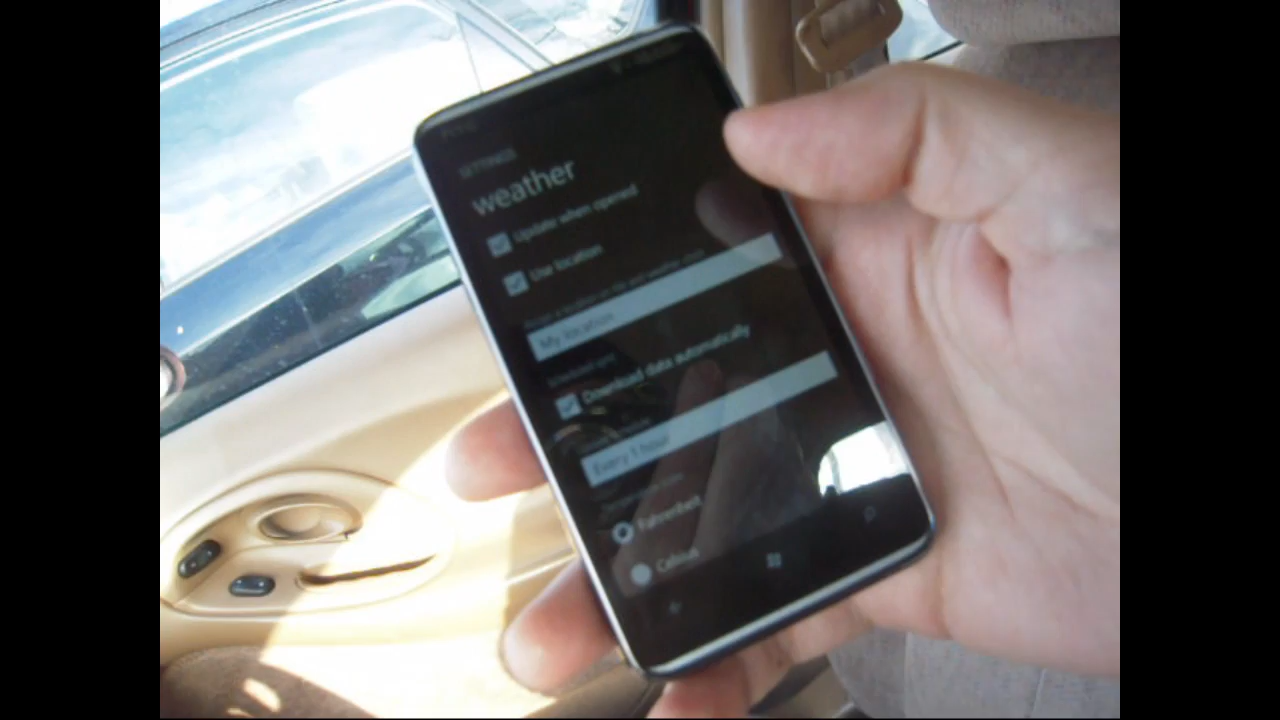 SETTINGS
weather
Update when opened
Use location
My location
Download data automatically
Every 1 hour
Fahrenheit
Celsius